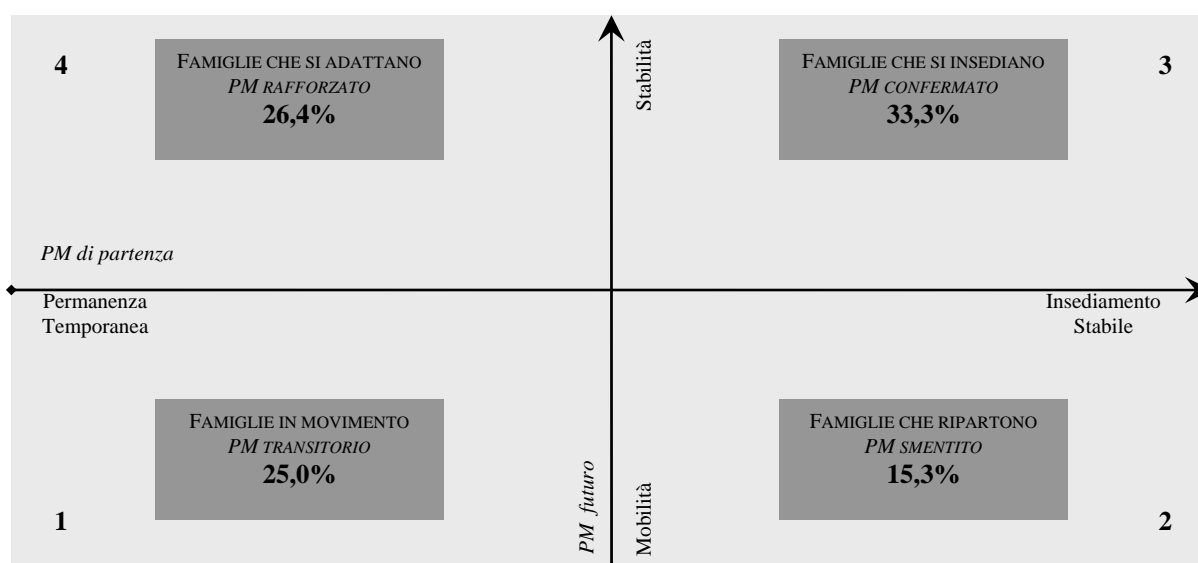 4
FAMIGLIE CHE SI ADATTANO
PM RAFFORZATO
26,4%
Stabilità
FAMIGLIE CHE SI INSEDIANO
PM CONFERMATO
33,3%
3
PM di partenza
Permanenza
Temporanea
Insediamento
Stabile
FAMIGLIE IN MOVIMENTO
PM TRANSITORIO
25,0%
1
PM futuro
Mobilità
FAMIGLIE CHE RIPARTONO
PM SMENTITO
15,3%
2